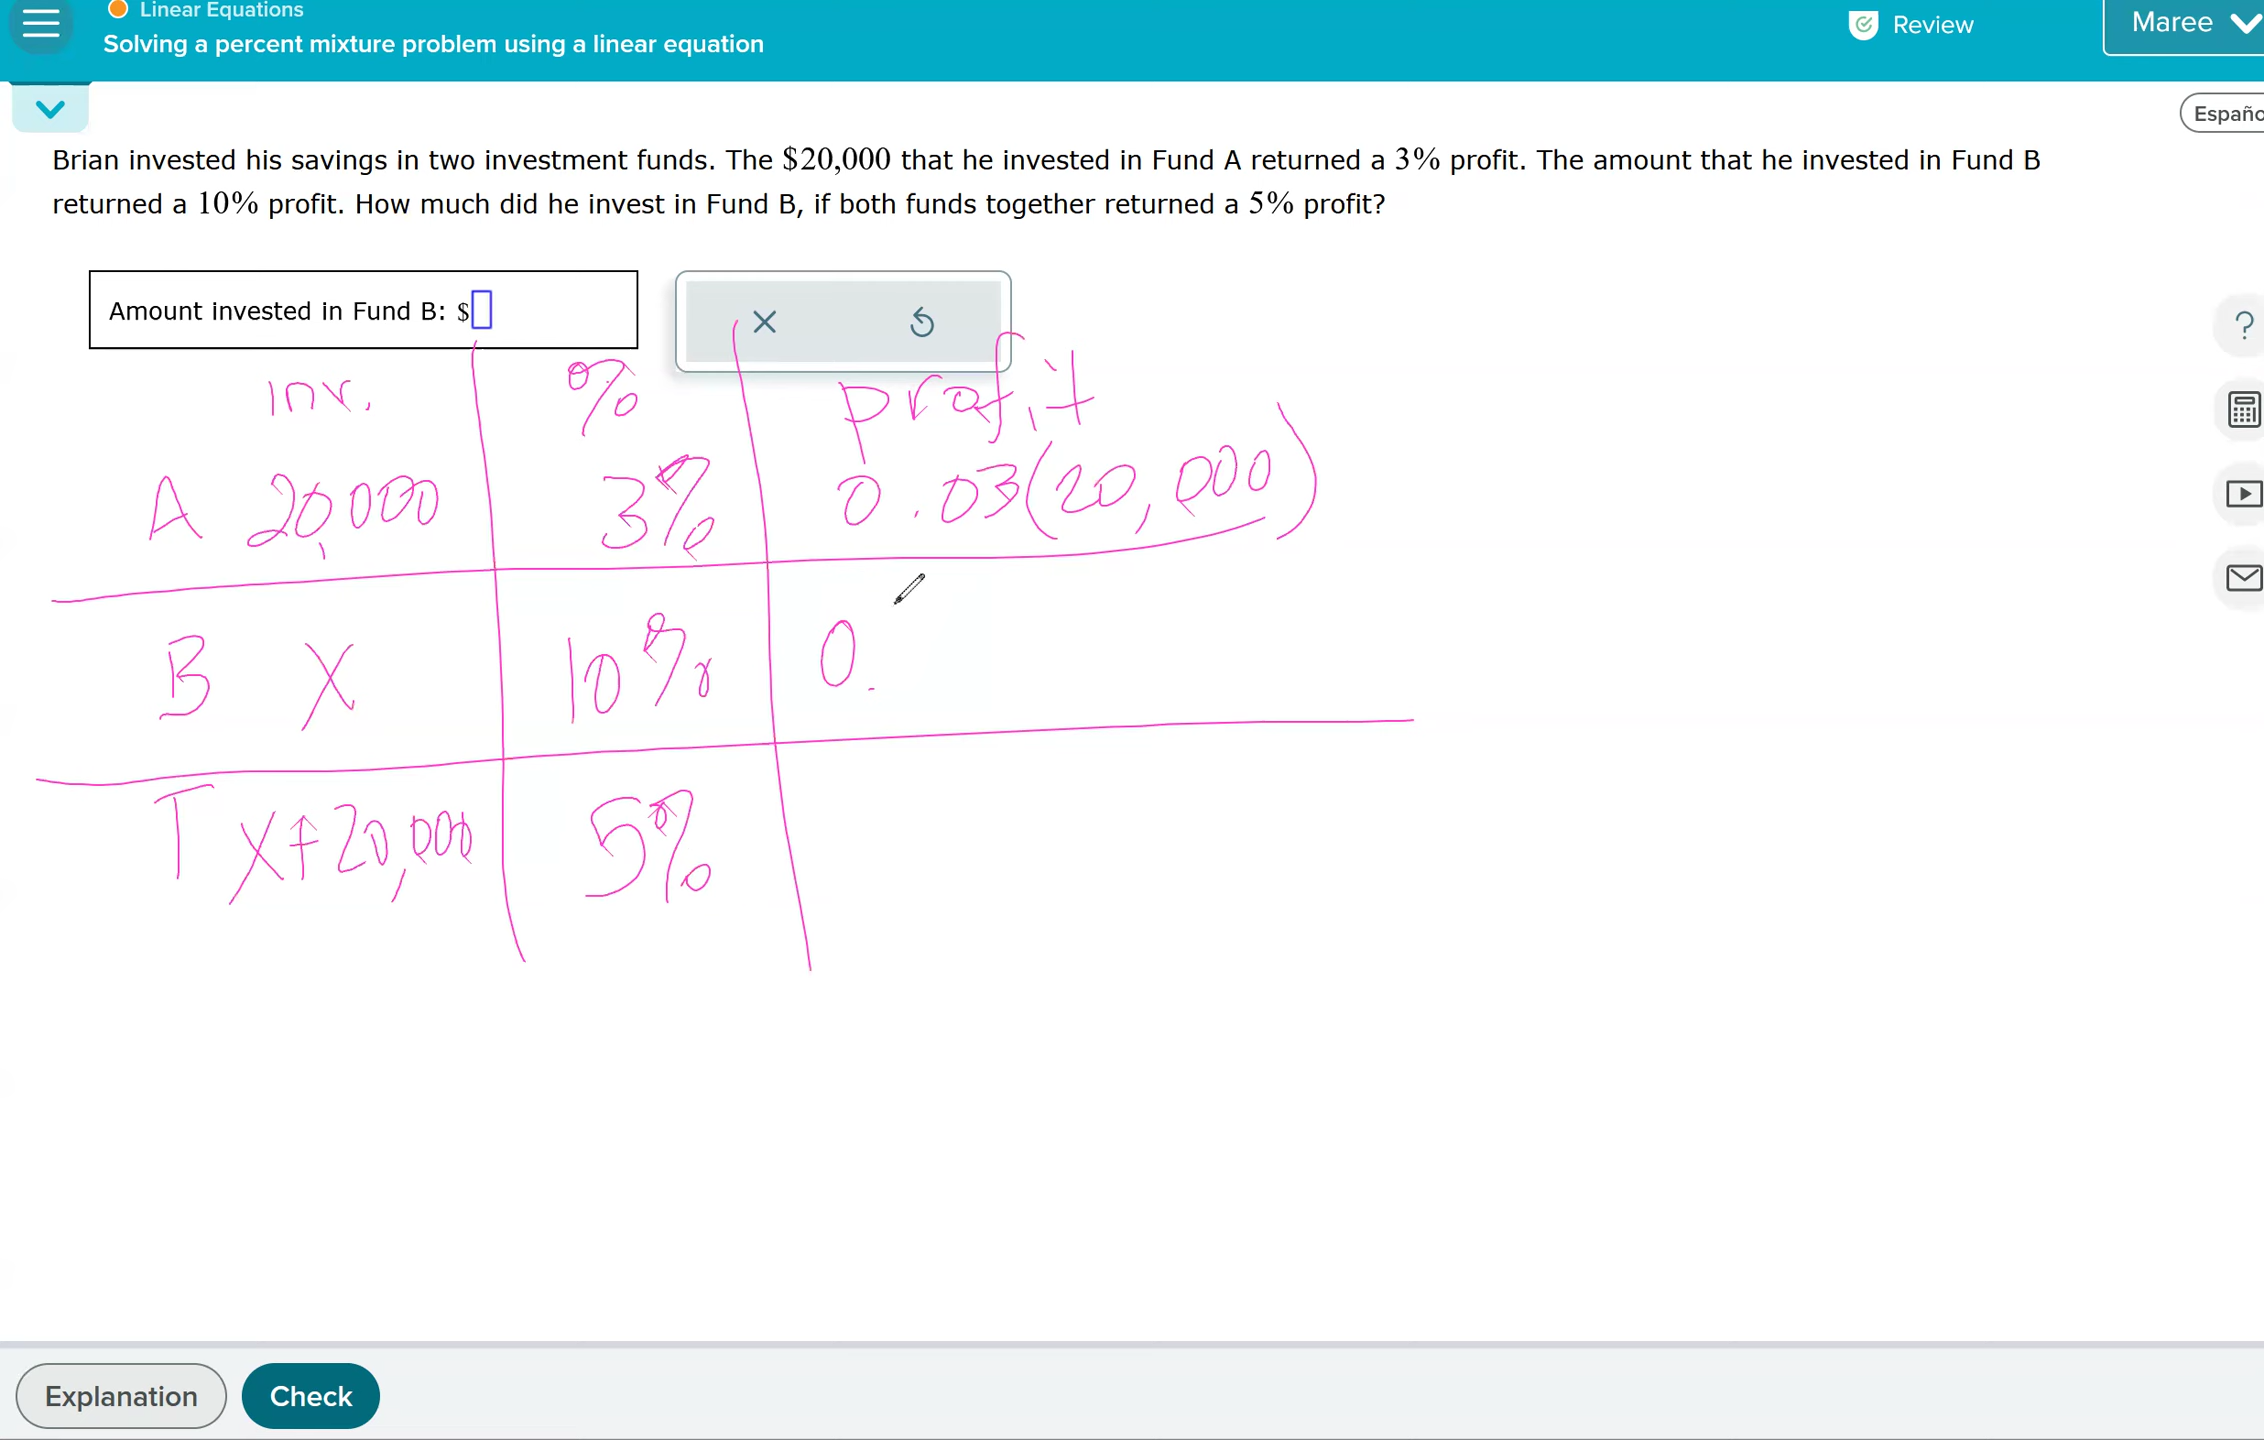 Linear Equations
Solving a percent mixture problem using a linear equation
Review
Maree
Españo
Brian invested his savings in two investment funds. The $20,000 that he invested in Fund A returned a 3% profit. The amount that he invested in Fund B
returned a 10% profit. How much did he invest in Fund B, if both funds together returned a 5% profit?
Amount invested in Fund B: $
inv. % profit
A 20,000 3% 0.03(20,000)
B X 10% 0.
T X+20,000 5%
?
Explanation
Check